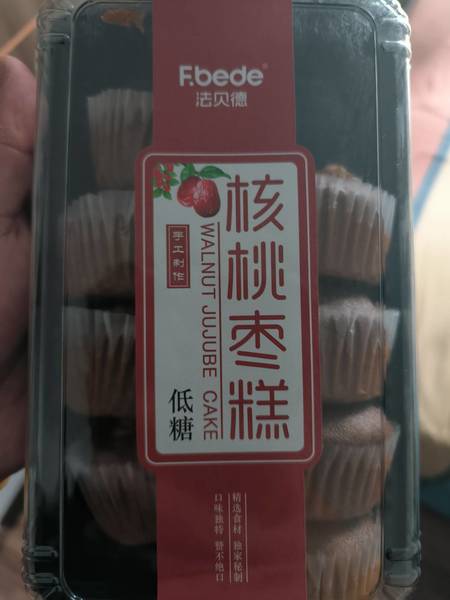 F.bede®
法贝德
核桃枣糕
WALNUT JUJUBE CAKE
手工制作
低糖
精选食材 独家秘制
口味独特 赞不绝口